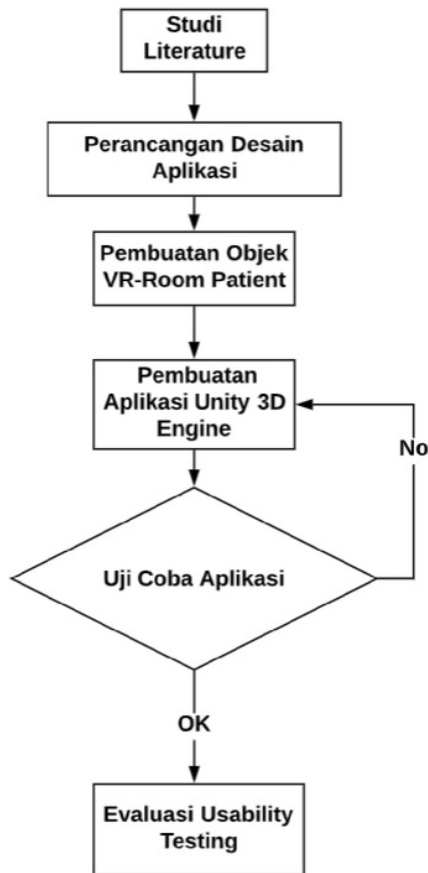 Studi
Literature
Perancangan Desain
Aplikasi
Pembuatan Objek
VR-Room Patient
Pembuatan
Aplikasi Unity 3D
Engine
No
Uji Coba Aplikasi
OK
Evaluasi Usability
Testing